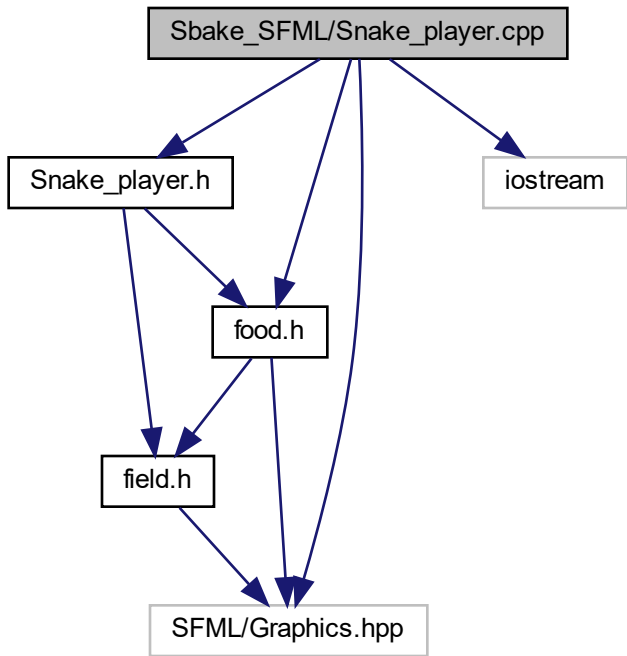 Sbake_SFML/Snake_player.cpp
Snake_player.h
iostream
food.h
field.h
SFML/Graphics.hpp